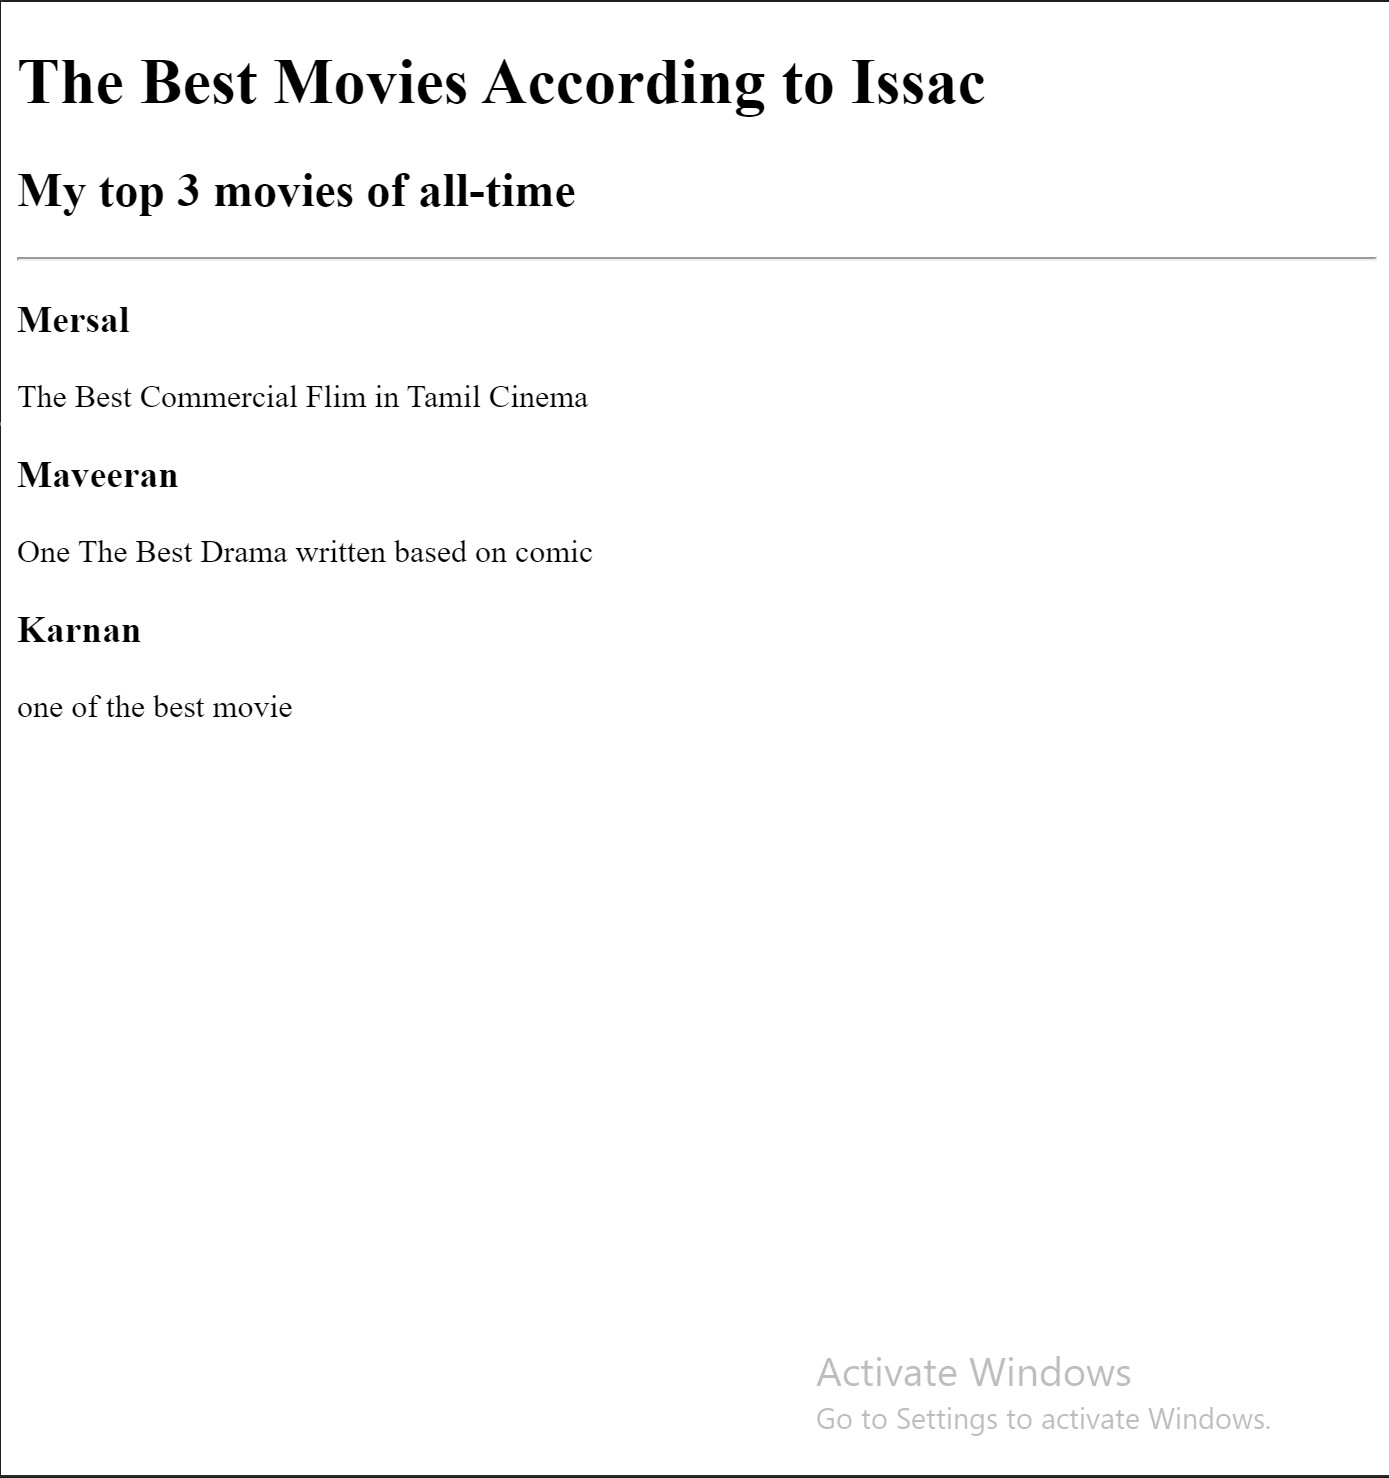 The Best Movies According to Issac
My top 3 movies of all-time
Mersal
The Best Commercial Flim in Tamil Cinema
Maveeran
One The Best Drama written based on comic
Karnan
one of the best movie
Activate Windows
Go to Settings to activate Windows.